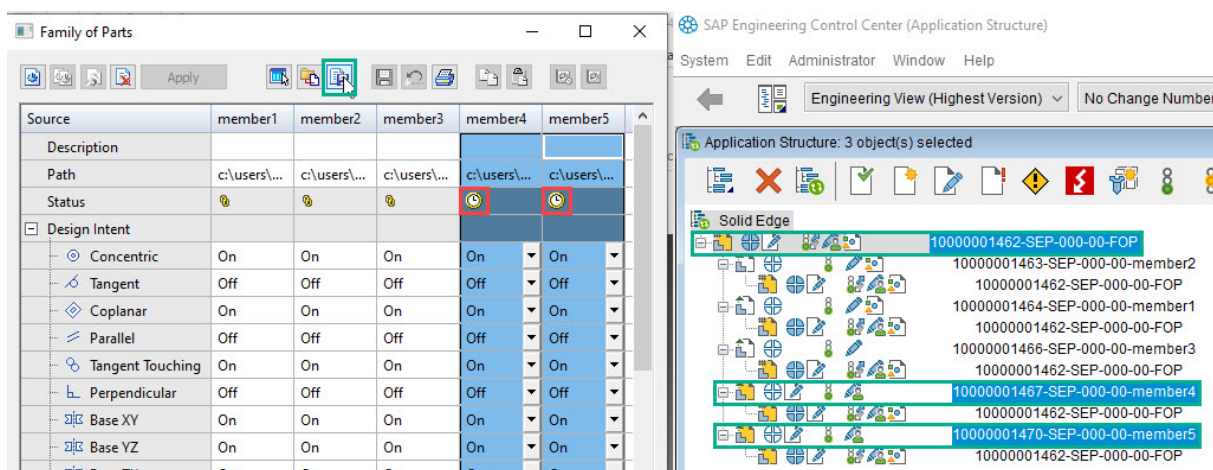 Family of Parts
Apply
Source member1 member2 member3 member4 member5
Description
Path c:\users\... c:\users\... c:\users\... c:\users\... c:\users\...
Status
Design Intent
Concentric On On On On On
Tangent Off Off Off Off Off
Coplanar On On On On On
Parallel Off Off Off Off Off
Tangent Touching On On On On On
Perpendicular Off Off Off Off Off
Base XY On On On On On
Base YZ On On On On On
SAP Engineering Control Center (Application Structure)
System Edit Administrator Window Help
Engineering View (Highest Version) No Change Number
Application Structure: 3 object(s) selected
Solid Edge
10000001462-SEP-000-00-FOP
10000001463-SEP-000-00-member2
10000001462-SEP-000-00-FOP
10000001464-SEP-000-00-member1
10000001462-SEP-000-00-FOP
10000001466-SEP-000-00-member3
10000001462-SEP-000-00-FOP
10000001467-SEP-000-00-member4
10000001462-SEP-000-00-FOP
10000001470-SEP-000-00-member5
10000001462-SEP-000-00-FOP